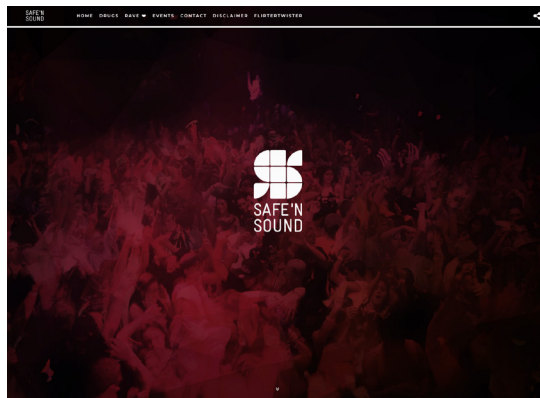 SAFE'N
SOUND
HOME DRUGS RAVE ❤ EVENTS CONTACT DISCLAIMER FLIRTERTWISTER
SAFE'N
SOUND